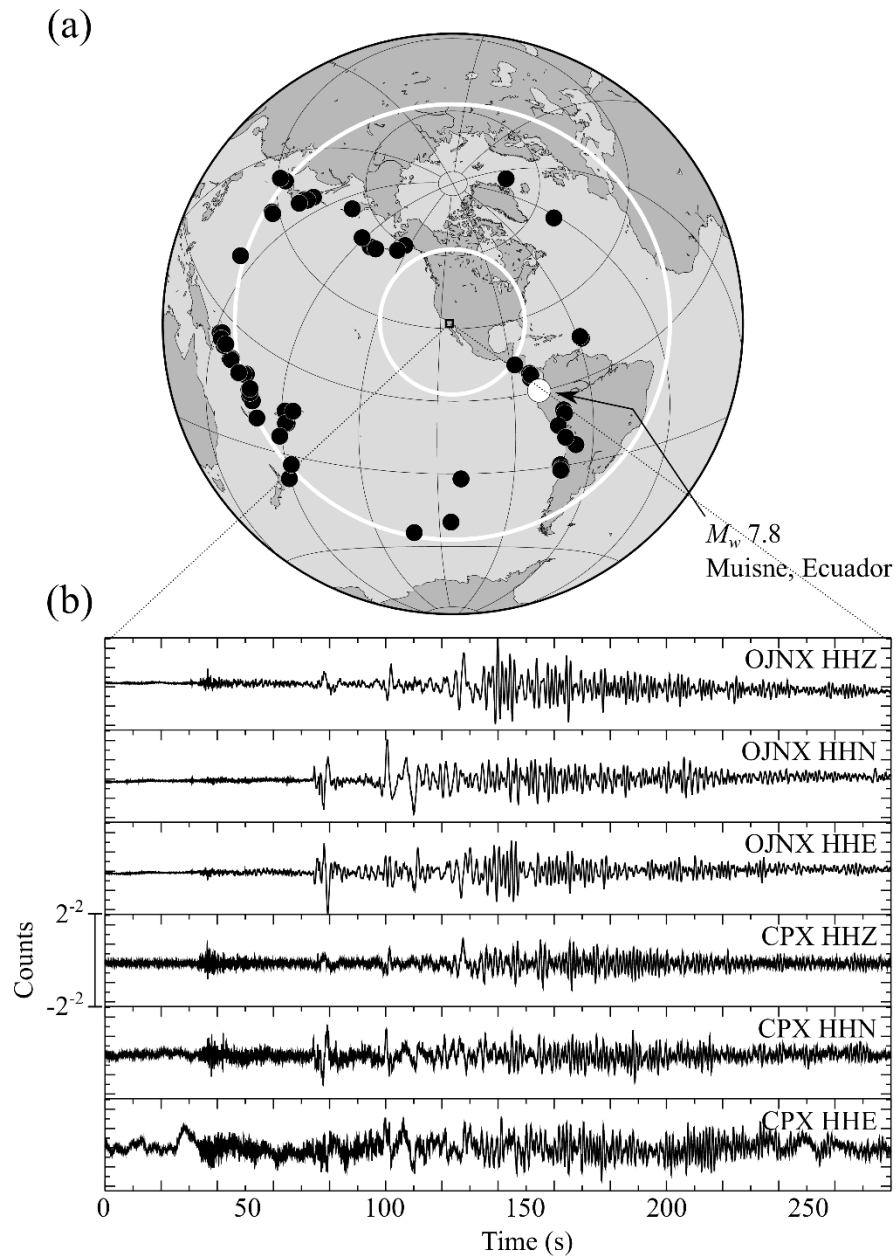 (a)
M_w 7.8
Muisne, Ecuador
(b)
OJNX HHZ
OJNX HHN
OJNX HHE
CPX HHZ
CPX HHN
CPX HHE
2⁻²
Counts
-2⁻²
0 50 100 150 200 250
Time (s)